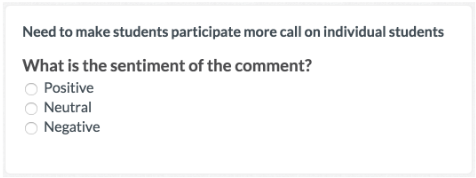 Need to make students participate more call on individual students
What is the sentiment of the comment?
Positive
Neutral
Negative